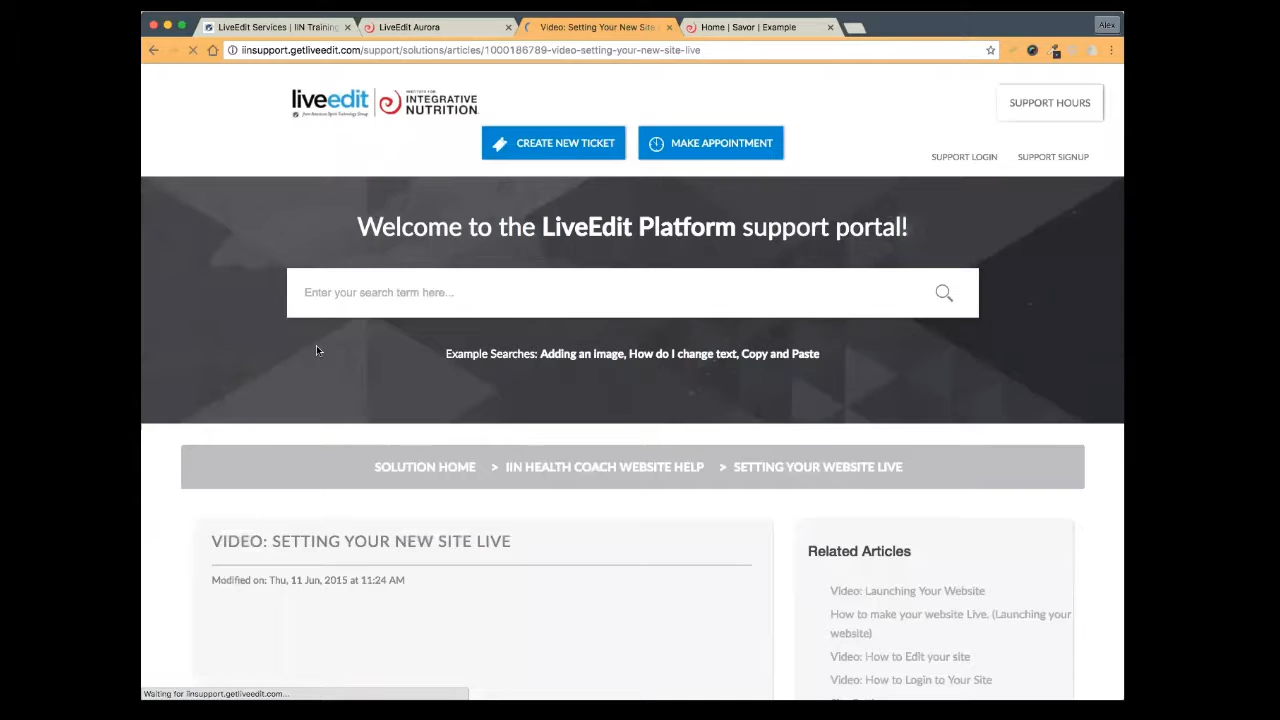 LiveEdit Services | IIN Training
LiveEdit Aurora
Video: Setting Your New Site
Home | Savor | Example
Alex
iinsupport.getliveedit.com/support/solutions/articles/1000186789-video-setting-your-new-site-live
liveedit
INSTITUTE FOR
INTEGRATIVE
NUTRITION
SUPPORT HOURS
CREATE NEW TICKET
MAKE APPOINTMENT
SUPPORT LOGIN
SUPPORT SIGNUP
Welcome to the LiveEdit Platform support portal!
Enter your search term here...
Example Searches: Adding an image, How do I change text, Copy and Paste
SOLUTION HOME > IIN HEALTH COACH WEBSITE HELP > SETTING YOUR WEBSITE LIVE
VIDEO: SETTING YOUR NEW SITE LIVE
Modified on: Thu, 11 Jun, 2015 at 11:24 AM
Related Articles
Video: Launching Your Website
How to make your website Live. (Launching your
website)
Video: How to Edit your site
Video: How to Login to Your Site
Waiting for iinsupport.getliveedit.com...